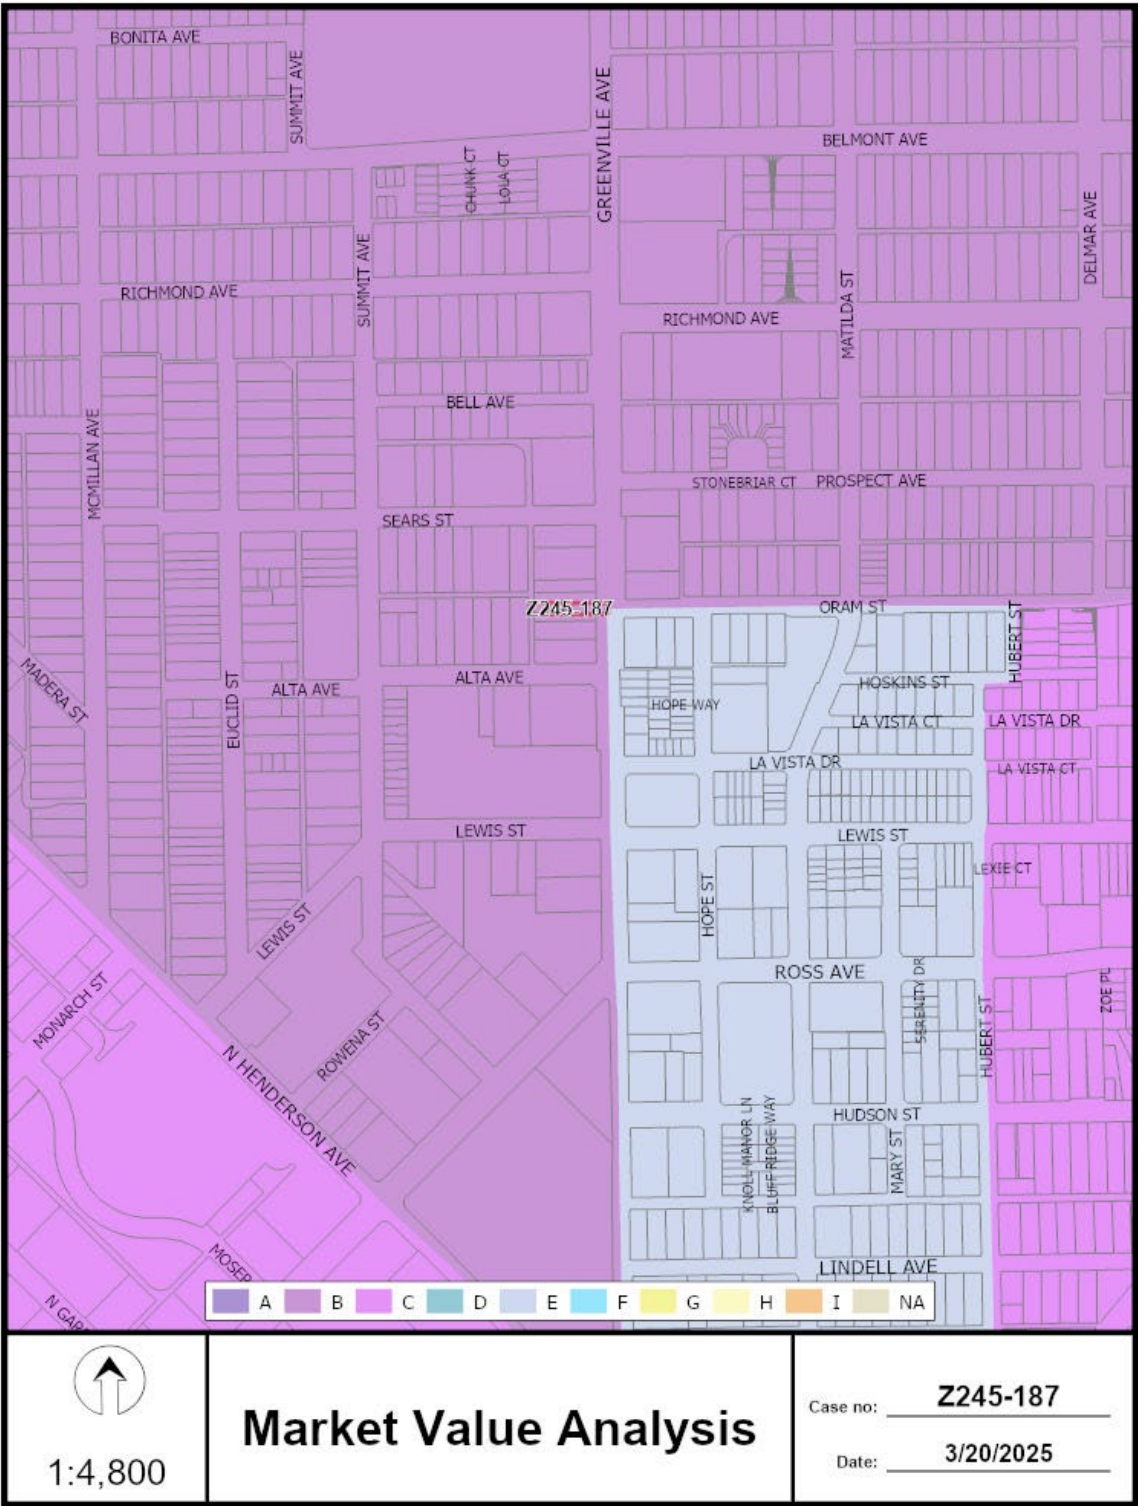 BONITA AVE
SUMMIT AVE
GREENVILLE AVE
BELMONT AVE
CHUNK CT
LOLA CT
DELMAR AVE
SUMMIT AVE
RICHMOND AVE
MATILDA ST
RICHMOND AVE
BELL AVE
MCMILLAN AVE
STONEBRIAR CT
PROSPECT AVE
SEARS ST
Z245-187
ORAM ST
HUBERT ST
MADERA ST
EUCLID ST
ALTA AVE
ALTA AVE
HOSKINS ST
HOPE WAY
LA VISTA CT
LA VISTA DR
LA VISTA DR
LA VISTA CT
LEWIS ST
LEWIS ST
LEXIE CT
HOPE ST
LEWIS ST
ROSS AVE
SERENITY DR
ZOE PL
MONARCH ST
ROWENA ST
HUBERT ST
N HENDERSON AVE
KNOLL MANOR LN
BLUFF RIDGE WAY
HUDSON ST
MARY ST
MOSER
LINDELL AVE
N GAR
A B C D E F G H I NA
1:4,800
Market Value Analysis
Case no: Z245-187
Date: 3/20/2025